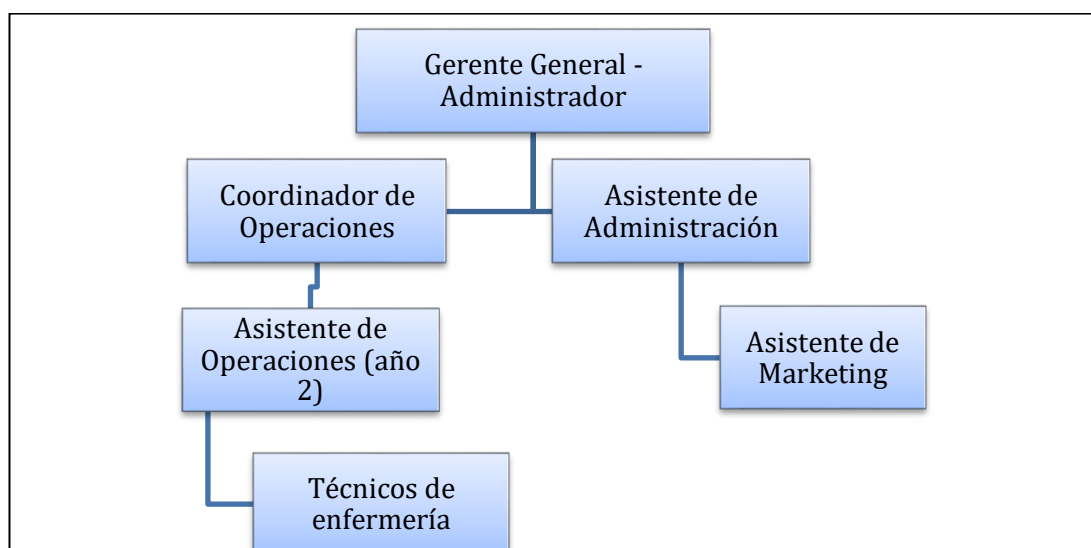 Gerente General -
Administrador
Coordinador de
Operaciones
Asistente de
Administración
Asistente de
Operaciones (año
2)
Asistente de
Marketing
Técnicos de
enfermería